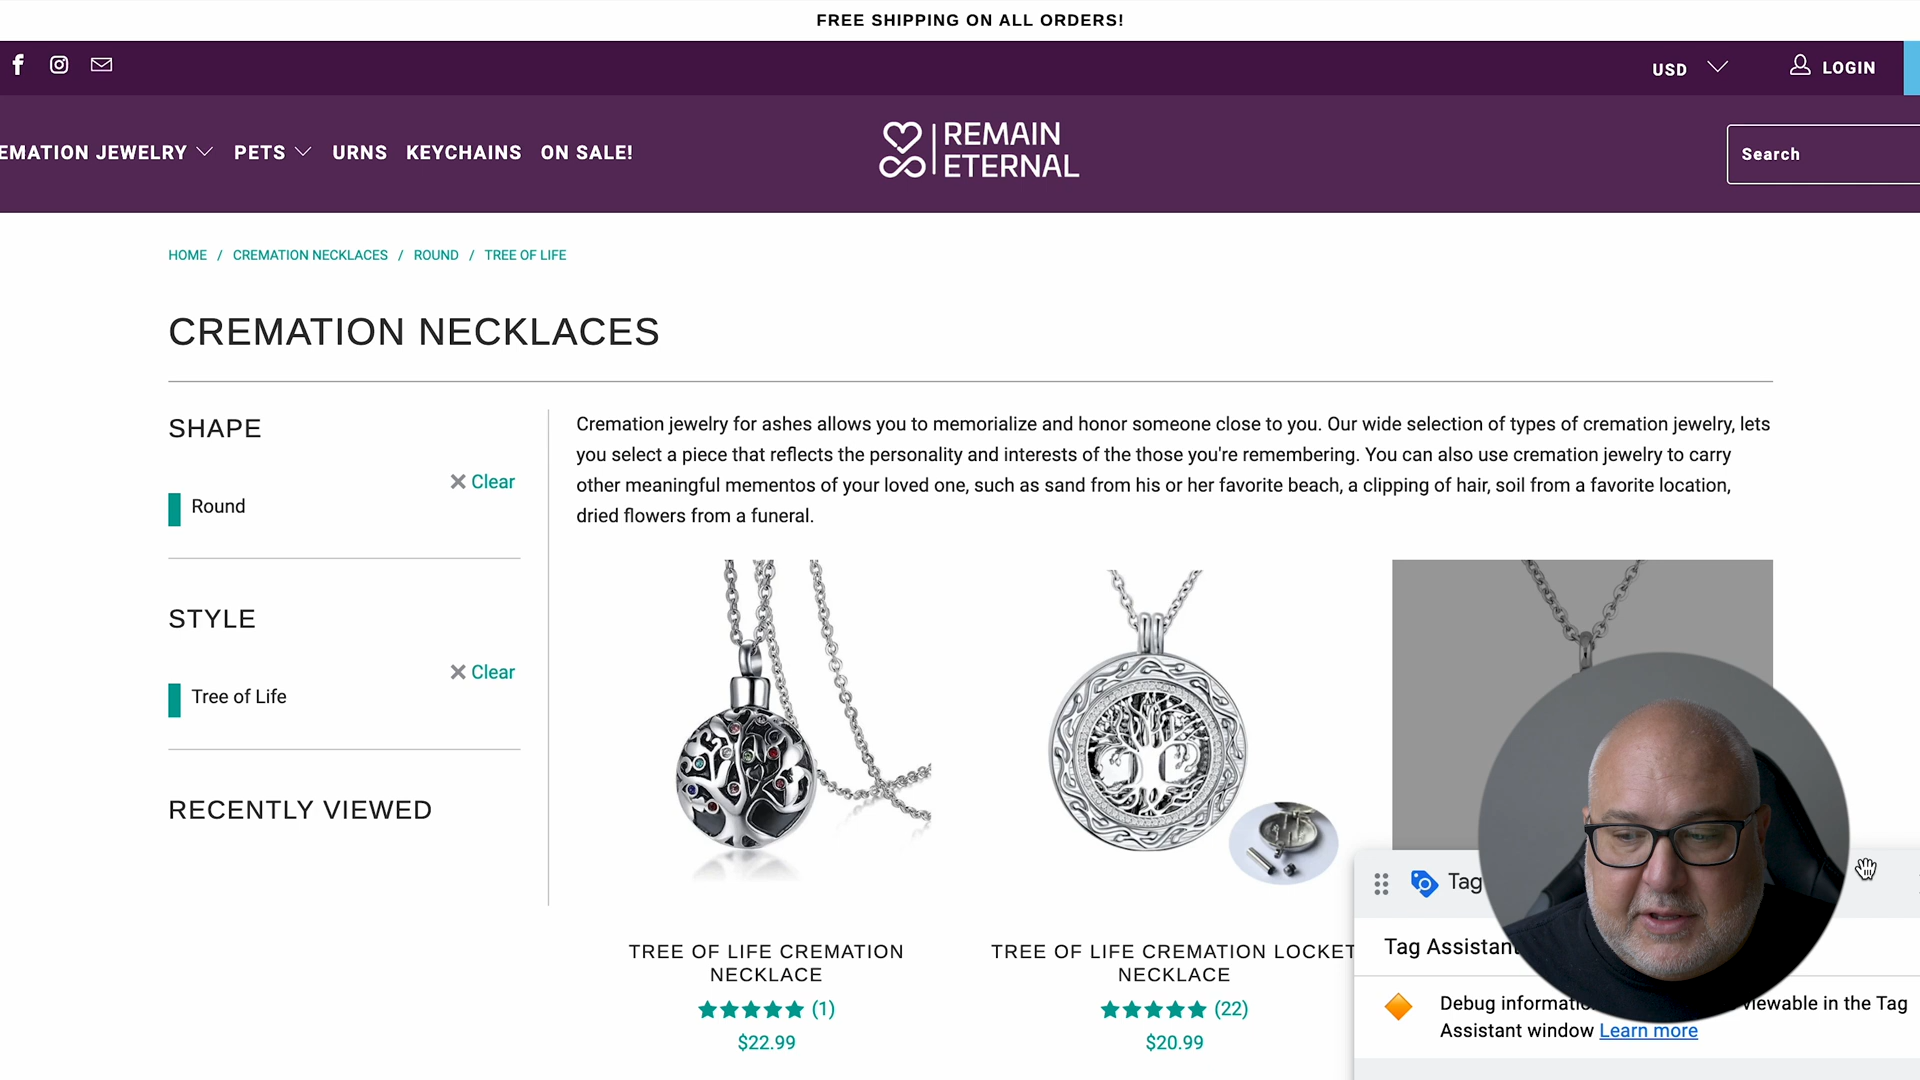 FREE SHIPPING ON ALL ORDERS!
USD
LOGIN
EMATION JEWELRY
PETS
URNS
KEYCHAINS
ON SALE!
REMAIN
ETERNAL
Search
HOME / CREMATION NECKLACES / ROUND / TREE OF LIFE
CREMATION NECKLACES
SHAPE
Clear
Round
STYLE
Clear
Tree of Life
RECENTLY VIEWED
Cremation jewelry for ashes allows you to memorialize and honor someone close to you. Our wide selection of types of cremation jewelry, lets
you select a piece that reflects the personality and interests of the those you're remembering. You can also use cremation jewelry to carry
other meaningful mementos of your loved one, such as sand from his or her favorite beach, a clipping of hair, soil from a favorite location,
dried flowers from a funeral.
TREE OF LIFE CREMATION
NECKLACE
(1)
$22.99
TREE OF LIFE CREMATION LOCKET
NECKLACE
(22)
$20.99
Tag
Tag Assistant
Debug informati viewable in the Tag
Assistant window Learn more